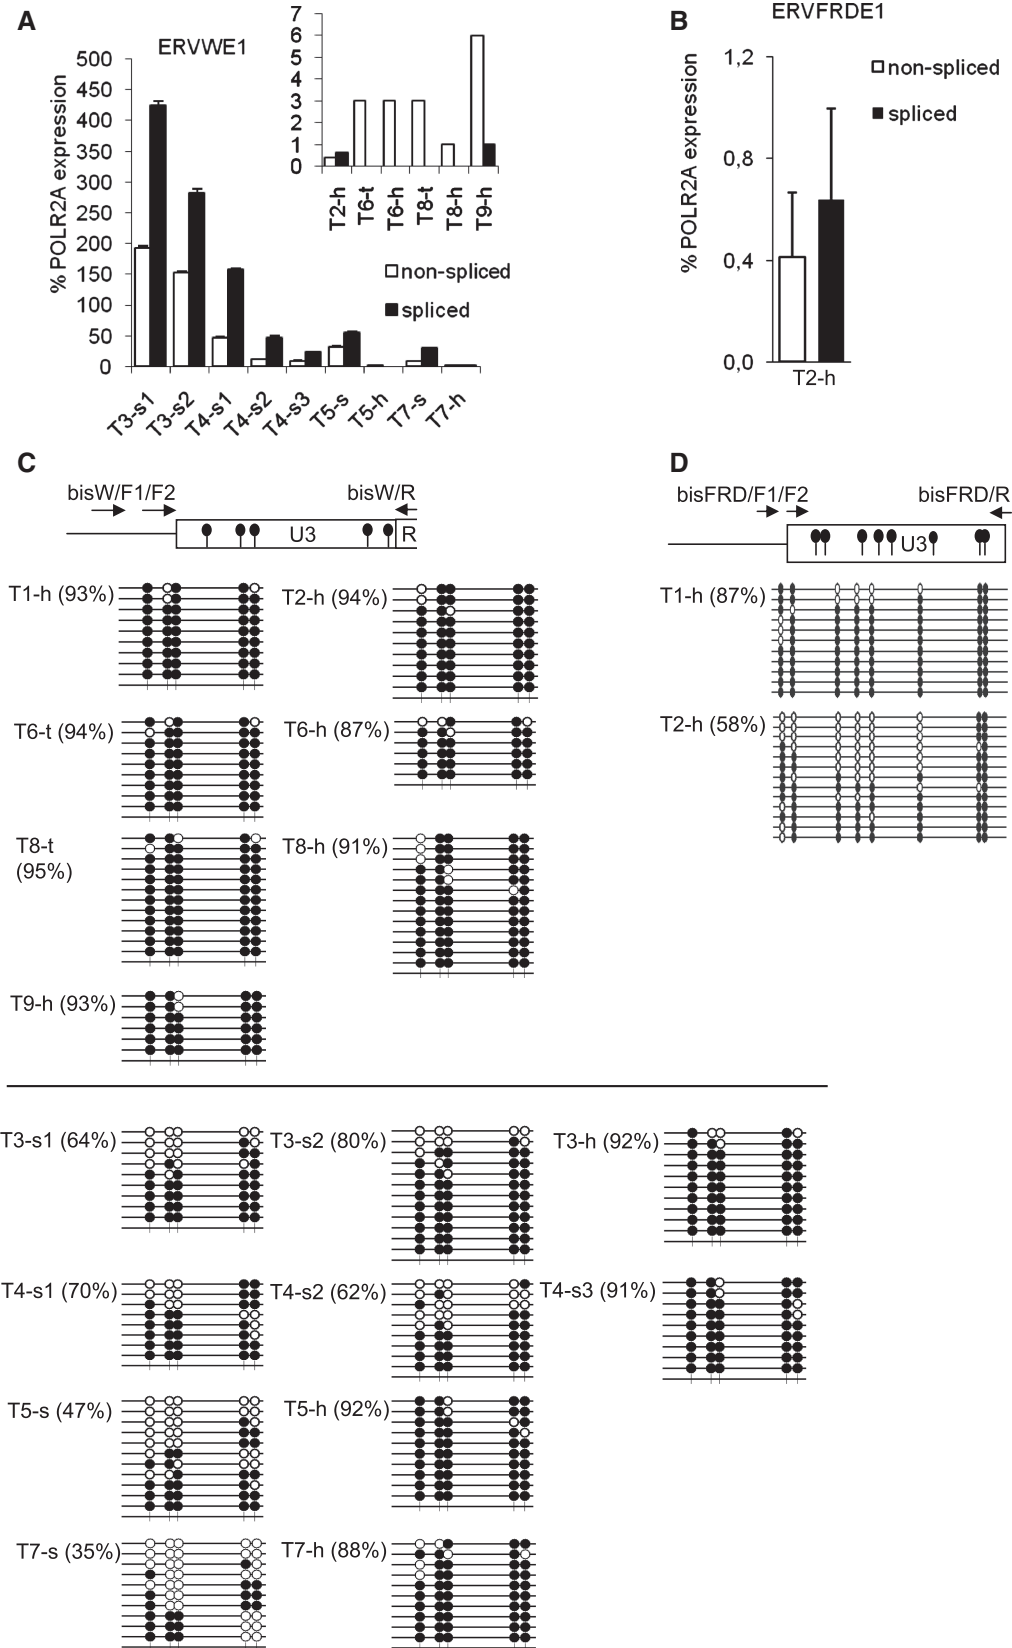 A
ERVWE1
% POLR2A expression
500
450
400
350
300
250
200
150
100
50
0
T3-s1
T3-s2
T4-s1
T4-s2
T4-s3
T5-s
T5-h
T7-s
T7-h
7
6
5
4
3
2
1
0
T2-h
T6-t
T6-h
T8-t
T8-h
T9-h
non-spliced
spliced
B
ERVFRDE1
% POLR2A expression
1,2
0,8
0,4
0,0
T2-h
non-spliced
spliced
C
bisW/F1/F2
bisW/R
U3
R
T1-h (93%)
T2-h (94%)
T6-t (94%)
T6-h (87%)
T8-t
(95%)
T8-h (91%)
T9-h (93%)
T3-s1 (64%)
T3-s2 (80%)
T3-h (92%)
T4-s1 (70%)
T4-s2 (62%)
T4-s3 (91%)
T5-s (47%)
T5-h (92%)
T7-s (35%)
T7-h (88%)
D
bisFRD/F1/F2
bisFRD/R
U3
T1-h (87%)
T2-h (58%)